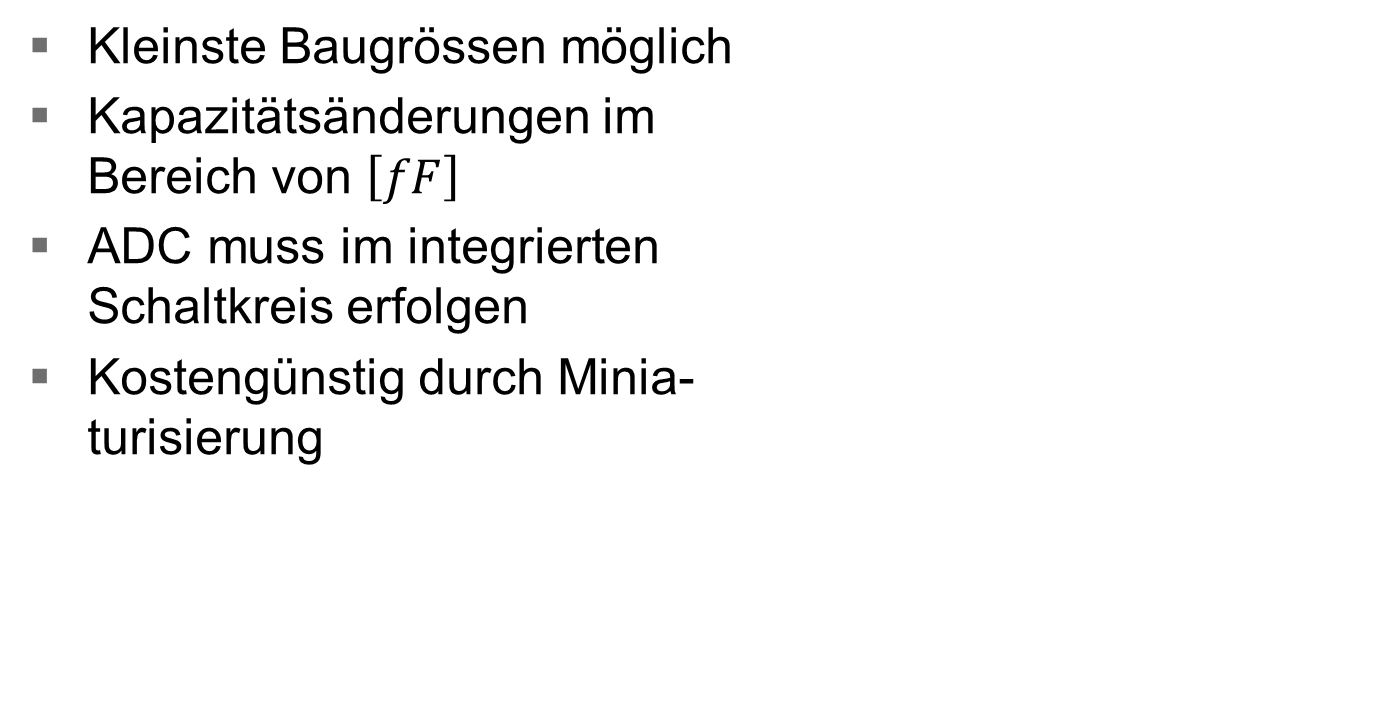 ▪ Kleinste Baugrössen möglich
▪ Kapazitätsänderungen im
Bereich von [fF]
▪ ADC muss im integrierten
Schaltkreis erfolgen
▪ Kostengünstig durch Minia-
turisierung